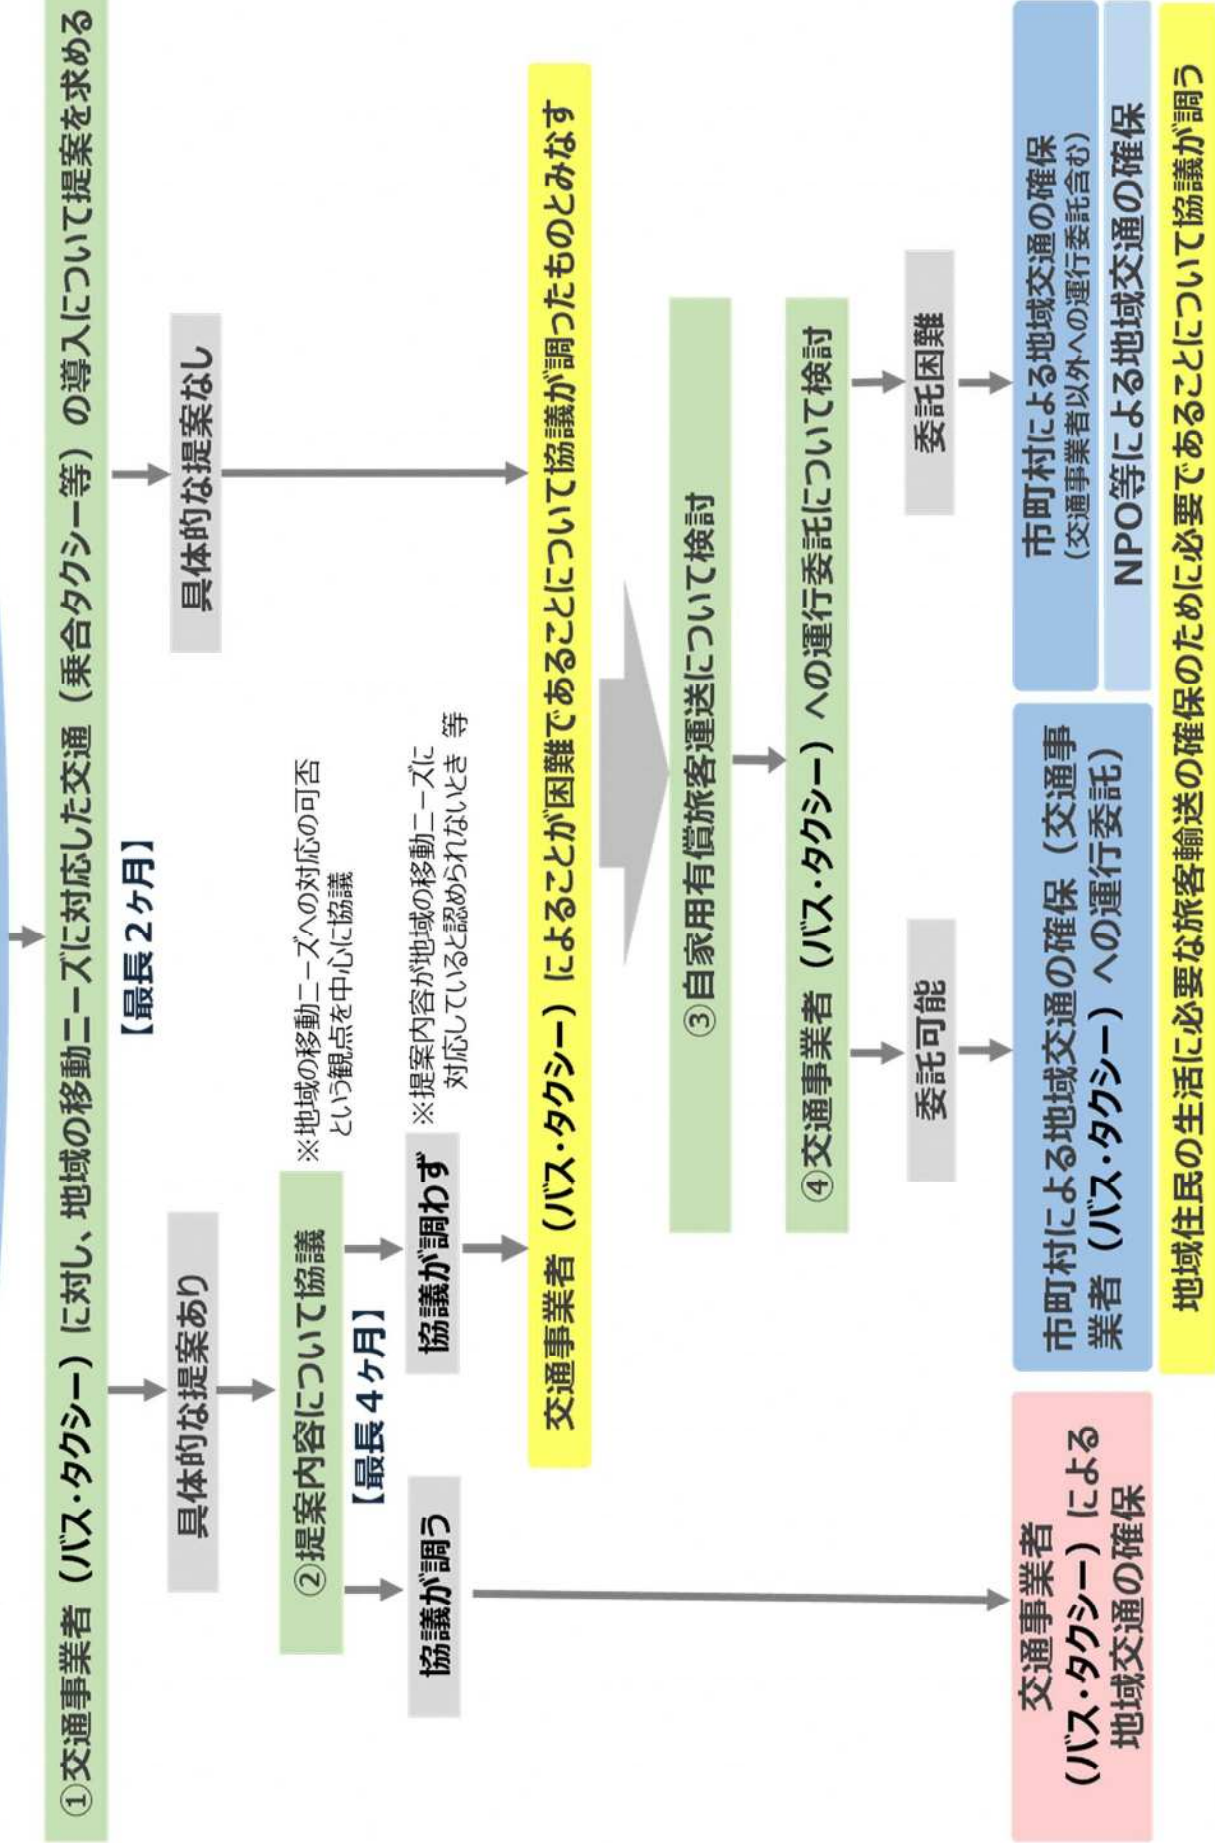 ①交通事業者（バス・タクシー）に対し、地域の移動ニーズに対応した交通（乗合タクシー等）の導入について提案を求める
【最長２ヶ月】
具体的な提案あり
具体的な提案なし
②提案内容について協議
※地域の移動ニーズへの対応の可否
という観点を中心に協議
【最長４ヶ月】
協議が調う
協議が調わず
※提案内容が地域の移動ニーズに
対応していると認められないとき 等
交通事業者（バス・タクシー）によることが困難であることについて協議が調ったものとみなす
③自家用有償旅客運送について検討
④交通事業者（バス・タクシー）への運行委託について検討
委託可能
委託困難
交通事業者
（バス・タクシー）による
地域交通の確保
市町村による地域交通の確保（交通事
業者（バス・タクシー）への運行委託）
市町村による地域交通の確保
（交通事業者以外への運行委託含む）
NPO等による地域交通の確保
地域住民の生活に必要な旅客輸送の確保のために必要であることについて協議が調う